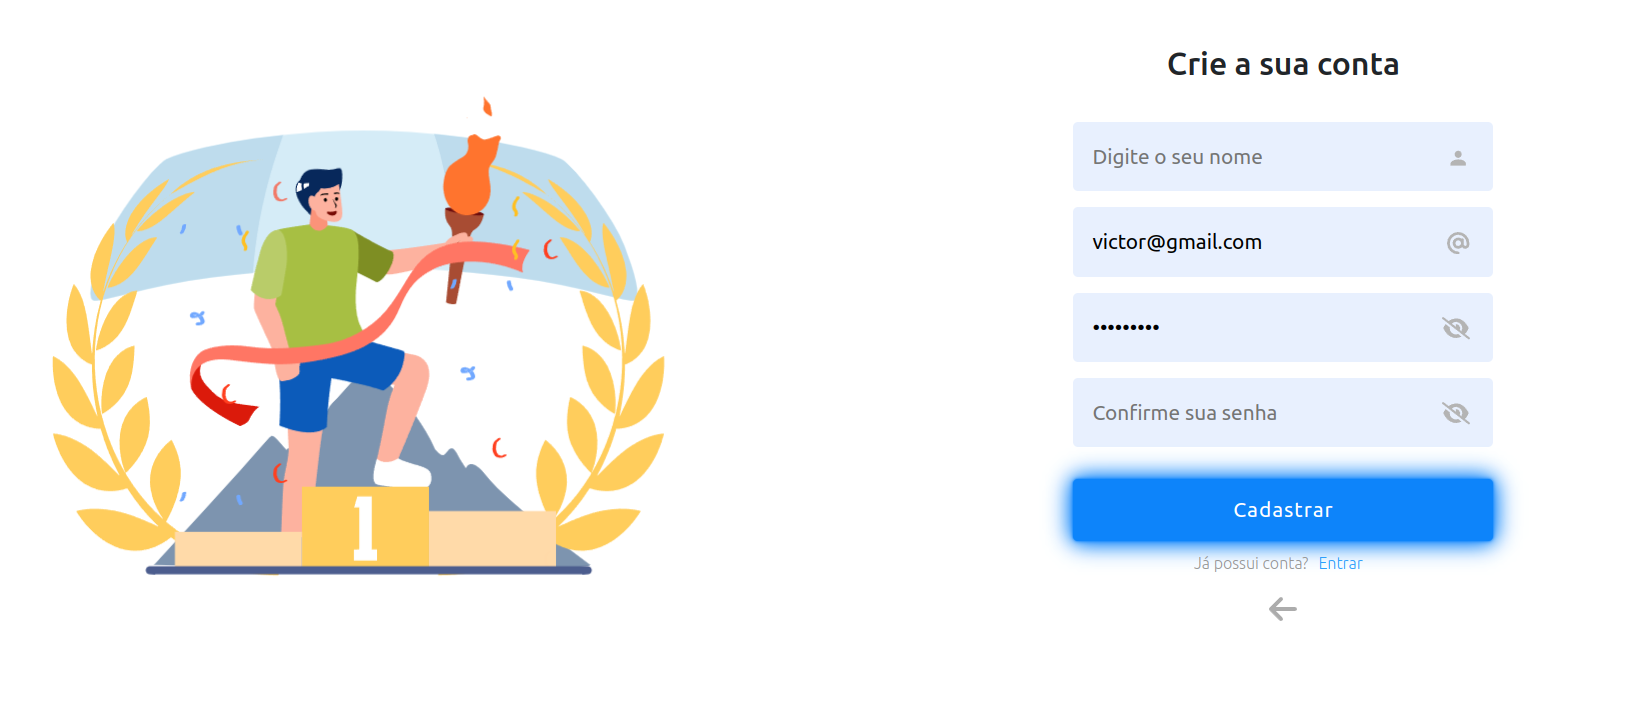 Crie a sua conta
Digite o seu nome
victor@gmail.com
•••••••••
Confirme sua senha
Cadastrar
Já possui conta? Entrar
1